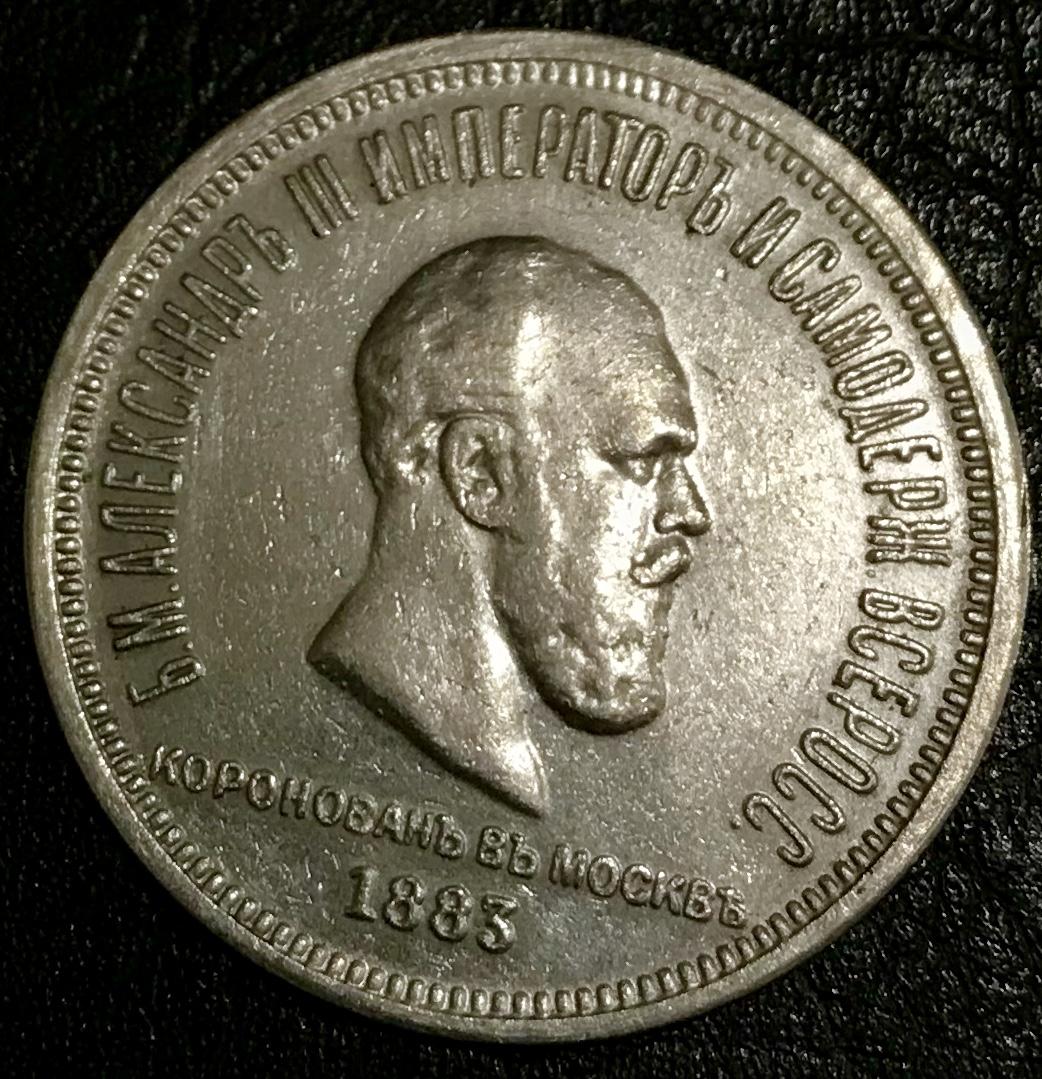 Б.М.АЛЕКСАНДРЪ III ИМПЕРАТОРЪ И САМОДЕРЖ. ВСЕРОСС.
КОРОНОВАНЪ ВЪ МОСКВѢ
1883